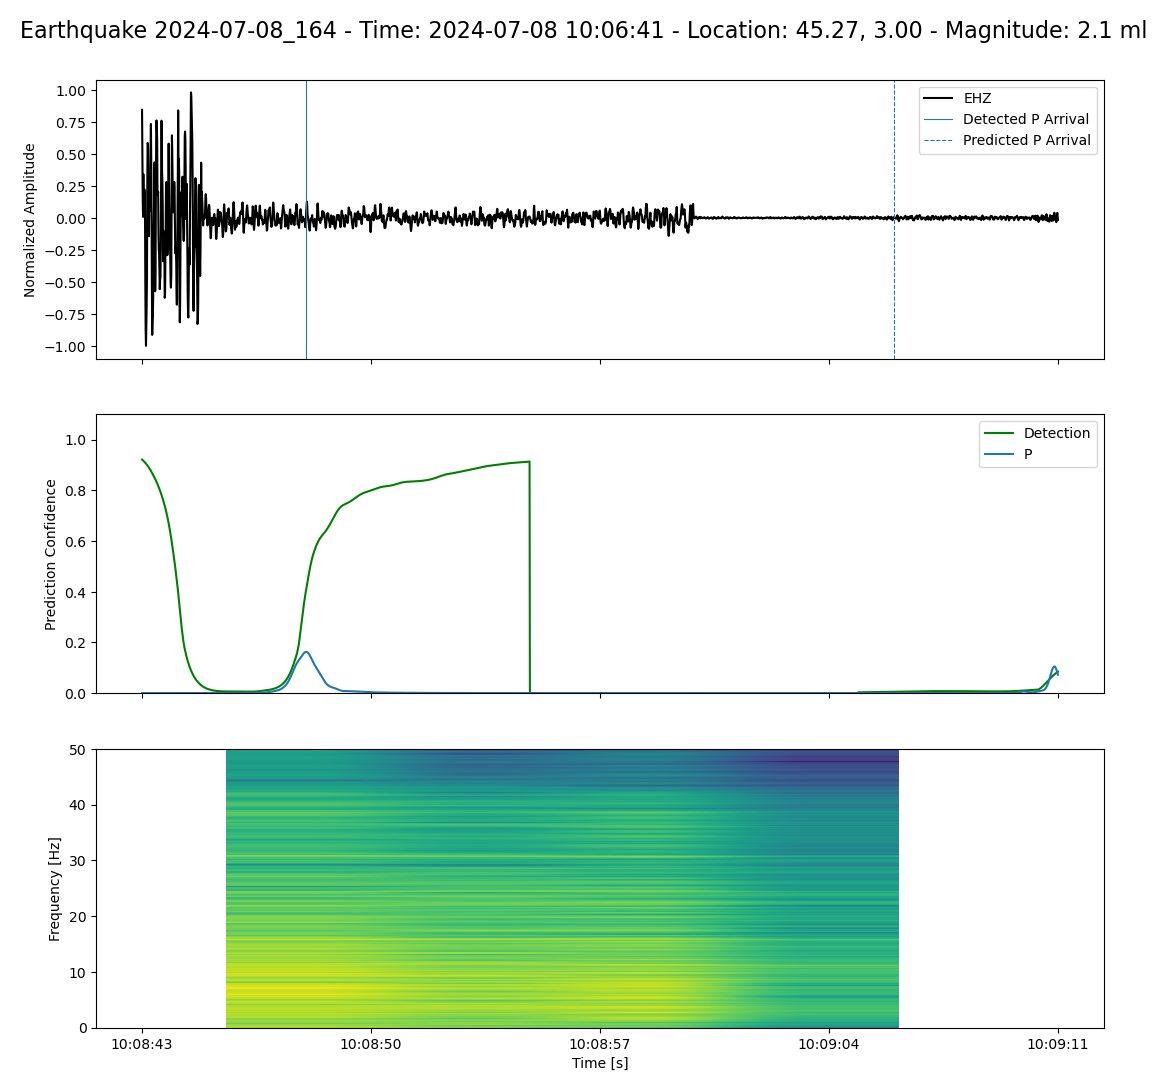 Earthquake 2024-07-08_164 - Time: 2024-07-08 10:06:41 - Location: 45.27, 3.00 - Magnitude: 2.1 ml
1.00
0.75
0.50
0.25
0.00
−0.25
−0.50
−0.75
−1.00
Normalized Amplitude
EHZ
Detected P Arrival
Predicted P Arrival
1.0
0.8
0.6
0.4
0.2
0.0
Prediction Confidence
Detection
P
50
40
30
20
10
0
Frequency [Hz]
10:08:43 10:08:50 10:08:57 10:09:04 10:09:11
Time [s]